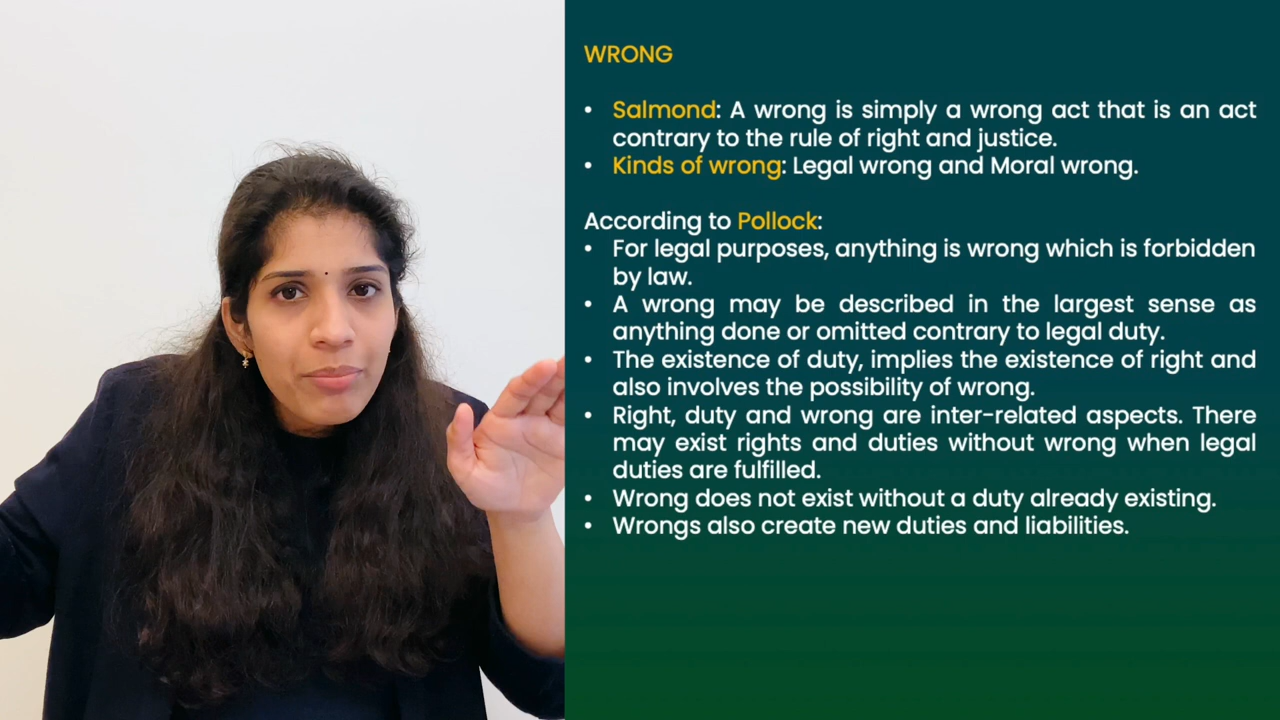 WRONG
• Salmond: A wrong is simply a wrong act that is an act
contrary to the rule of right and justice.
• Kinds of wrong: Legal wrong and Moral wrong.
According to Pollock:
• For legal purposes, anything is wrong which is forbidden
by law.
• A wrong may be described in the largest sense as
anything done or omitted contrary to legal duty.
• The existence of duty, implies the existence of right and
also involves the possibility of wrong.
• Right, duty and wrong are inter-related aspects. There
may exist rights and duties without wrong when legal
duties are fulfilled.
• Wrong does not exist without a duty already existing.
• Wrongs also create new duties and liabilities.